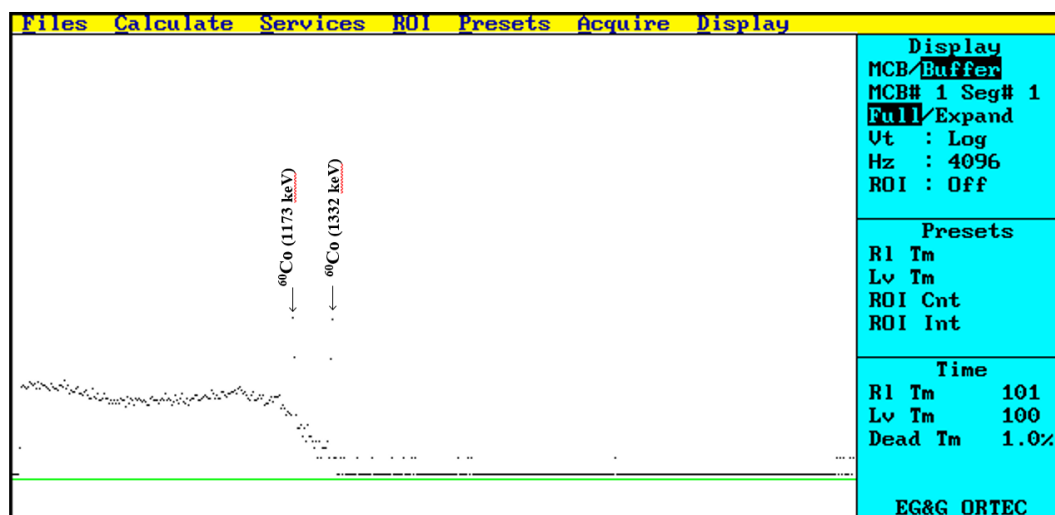 Files Calculate Services ROI Presets Acquire Display
⁶⁰Co (1173 keV)
⁶⁰Co (1332 keV)
Display
MCB/Buffer
MCB# 1 Seg# 1
Full/Expand
Vt : Log
Hz : 4096
ROI : Off
Presets
Rl Tm
Lv Tm
ROI Cnt
ROI Int
Time
Rl Tm 101
Lv Tm 100
Dead Tm 1.0%
EG&G ORTEC